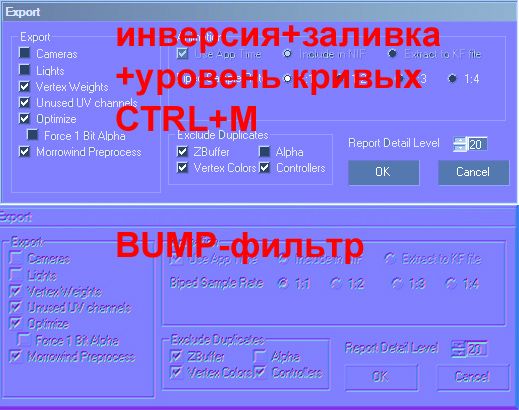 Export
инверсия+заливка
+уровень кривых
CTRL+M
Export
Cameras
Lights
Vertex Weights
Unused UV channels
Optimize
Force 1 Bit Alpha
Morrowind Preprocess
Use App Time Include in NIF Extract to KF file
1:3 1:4
Exclude Duplicates
ZBuffer Alpha
Vertex Colors Controllers
Report Detail Level 20
OK Cancel
Export
BUMP-фильтр
Export
Cameras
Lights
Vertex Weights
Unused UV channels
Optimize
Force 1 Bit Alpha
Morrowind Preprocess
Use App Time Include in NIF Extract to KF file
Biped Sample Rate 1:1 1:2 1:3 1:4
Exclude Duplicates
ZBuffer Alpha
Vertex Colors Controllers
Report Detail Level 20
OK Cancel